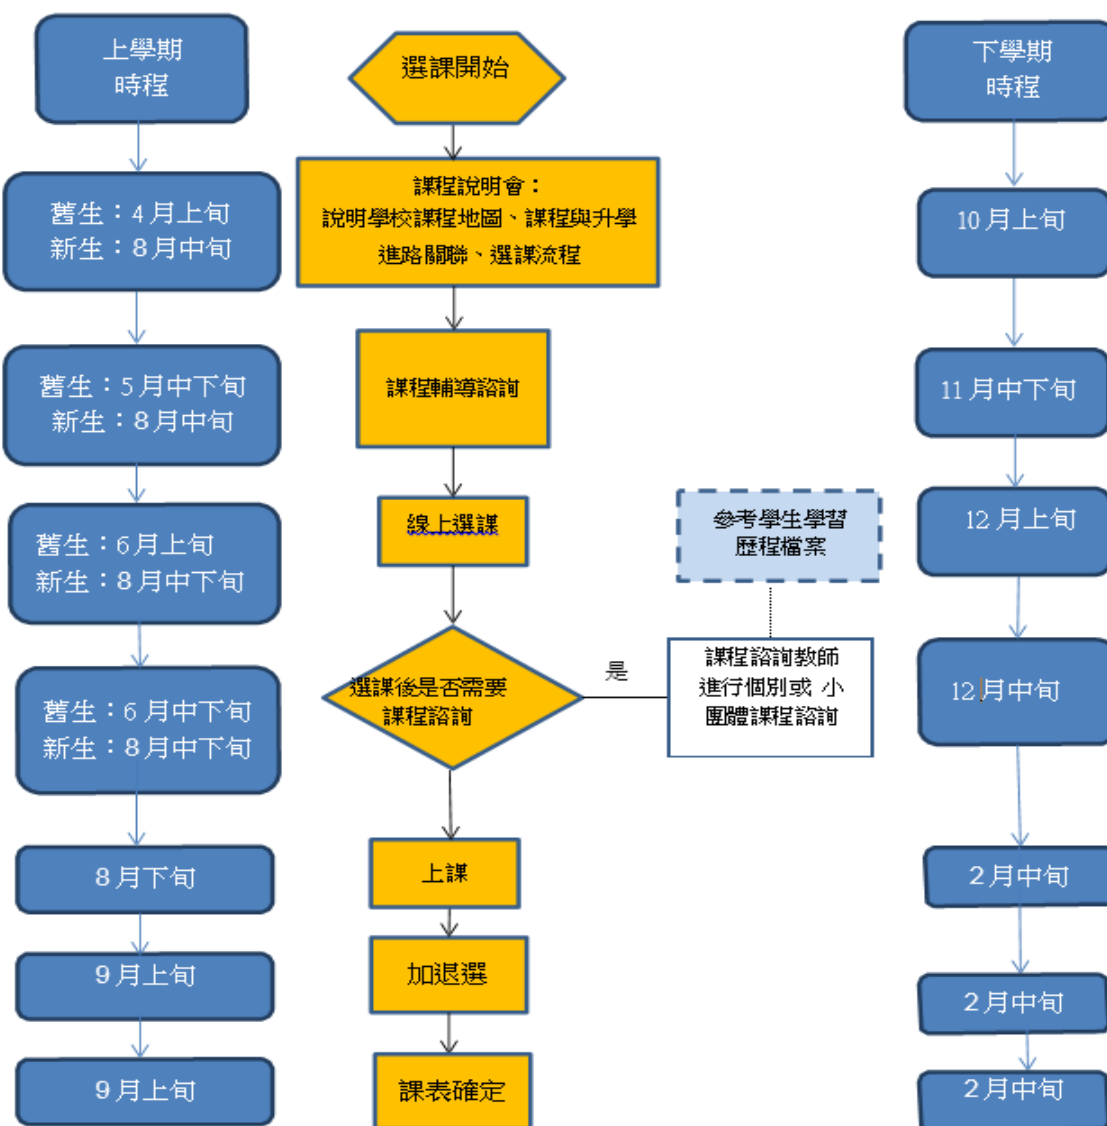 上學期
時程
舊生：4月上旬
新生：8月中旬
舊生：5月中下旬
新生：8月中旬
舊生：6月上旬
新生：8月中下旬
舊生：6月中下旬
新生：8月中下旬
8月下旬
9月上旬
9月上旬
選課開始
課程說明會：
說明學校課程地圖、課程與升學
進路關聯、選課流程
課程輔導諮詢
線上選課
選課後是否需要
課程諮詢
是
參考學生學習
歷程檔案
課程諮詢教師
進行個別或 小
團體課程諮詢
上課
加退選
課表確定
下學期
時程
10月上旬
11月中下旬
12月上旬
12月中旬
2月中旬
2月中旬
2月中旬